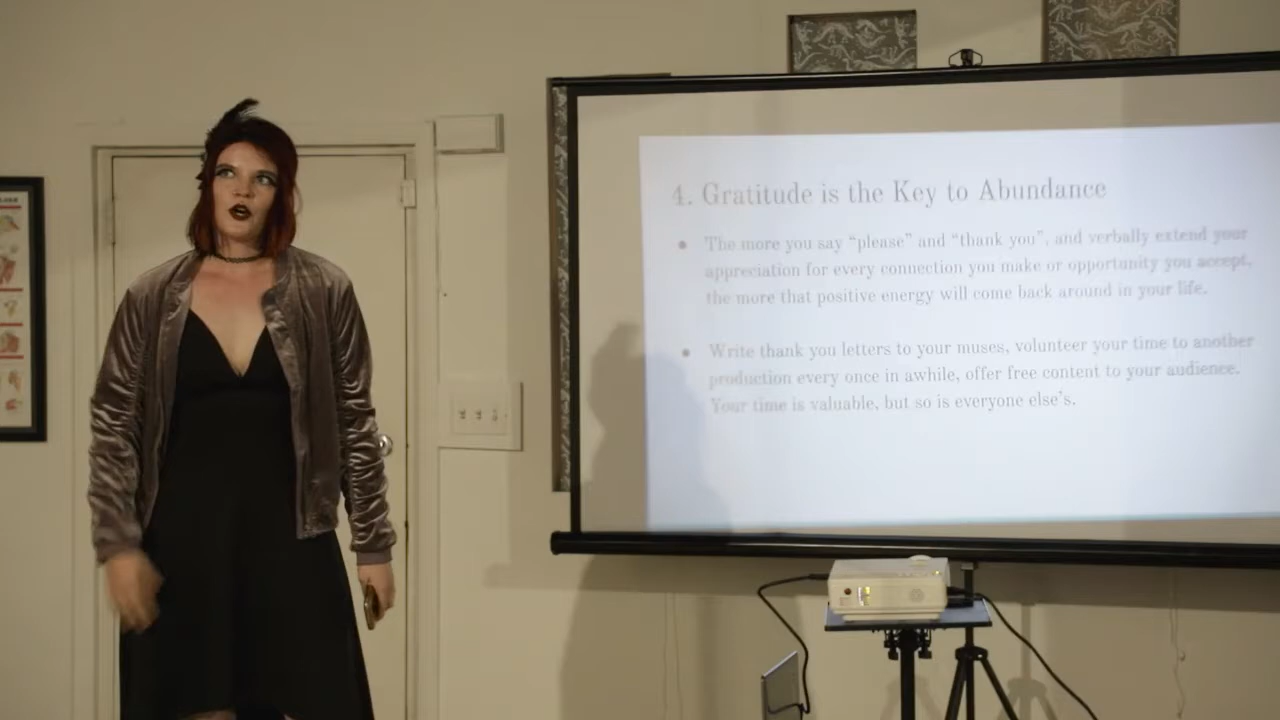 4. Gratitude is the Key to Abundance
The more you say “please” and “thank you”, and verbally extend your
appreciation for every connection you make or opportunity you accept,
the more that positive energy will come back around in your life.
Write thank you letters to your muses, volunteer your time to another
production every once in awhile, offer free content to your audience.
Your time is valuable, but so is everyone else’s.